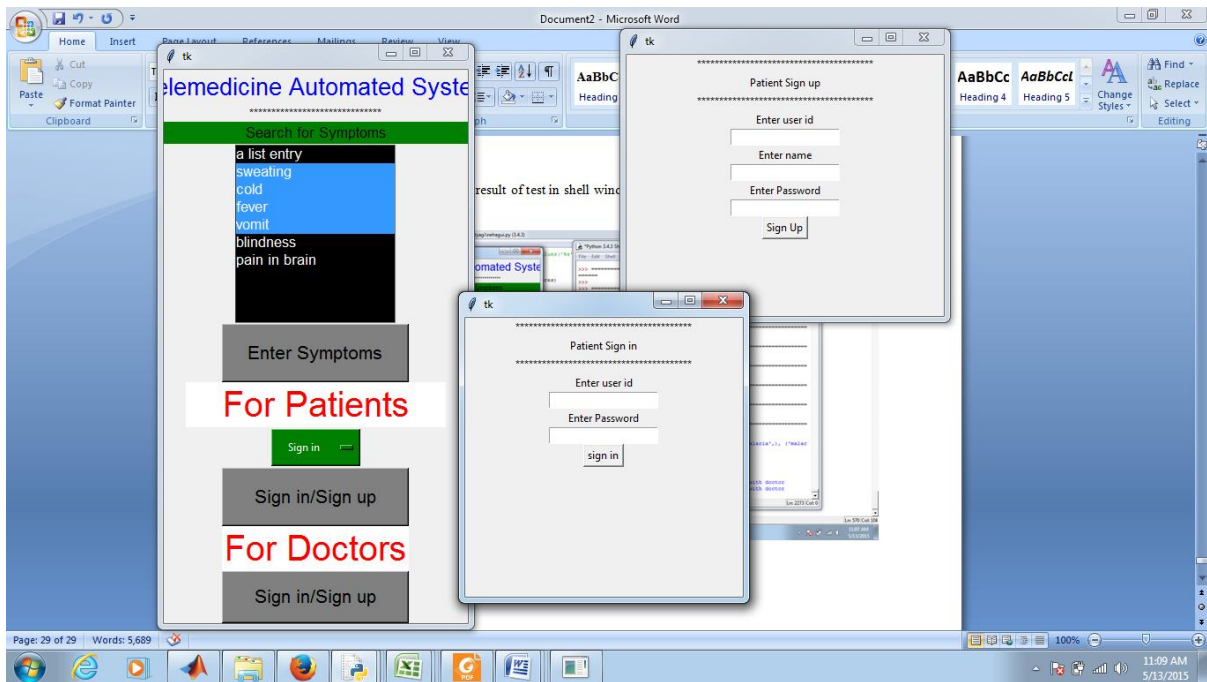 Document2 - Microsoft Word
Home Insert Page Layout References Mailings Review View
Cut
Copy
Paste
Format Painter
Clipboard
AaBbC
Heading
AaBbCc AaBbCcL
Heading 4 Heading 5
Change
Styles
Find
Replace
Select
Editing
tk
elemedicine Automated Syste
******************************
Search for Symptoms
a list entry
sweating
cold
fever
vomit
blindness
pain in brain
Enter Symptoms
For Patients
Sign in
Sign in/Sign up
For Doctors
Sign in/Sign up
result of test in shell wind
omated Syste
tk
****************************************
Patient Sign up
****************************************
Enter user id
Enter name
Enter Password
Sign Up
tk
****************************************
Patient Sign in
****************************************
Enter user id
Enter Password
sign in
Page: 29 of 29 Words: 5,689
100%
11:09 AM
5/13/2015